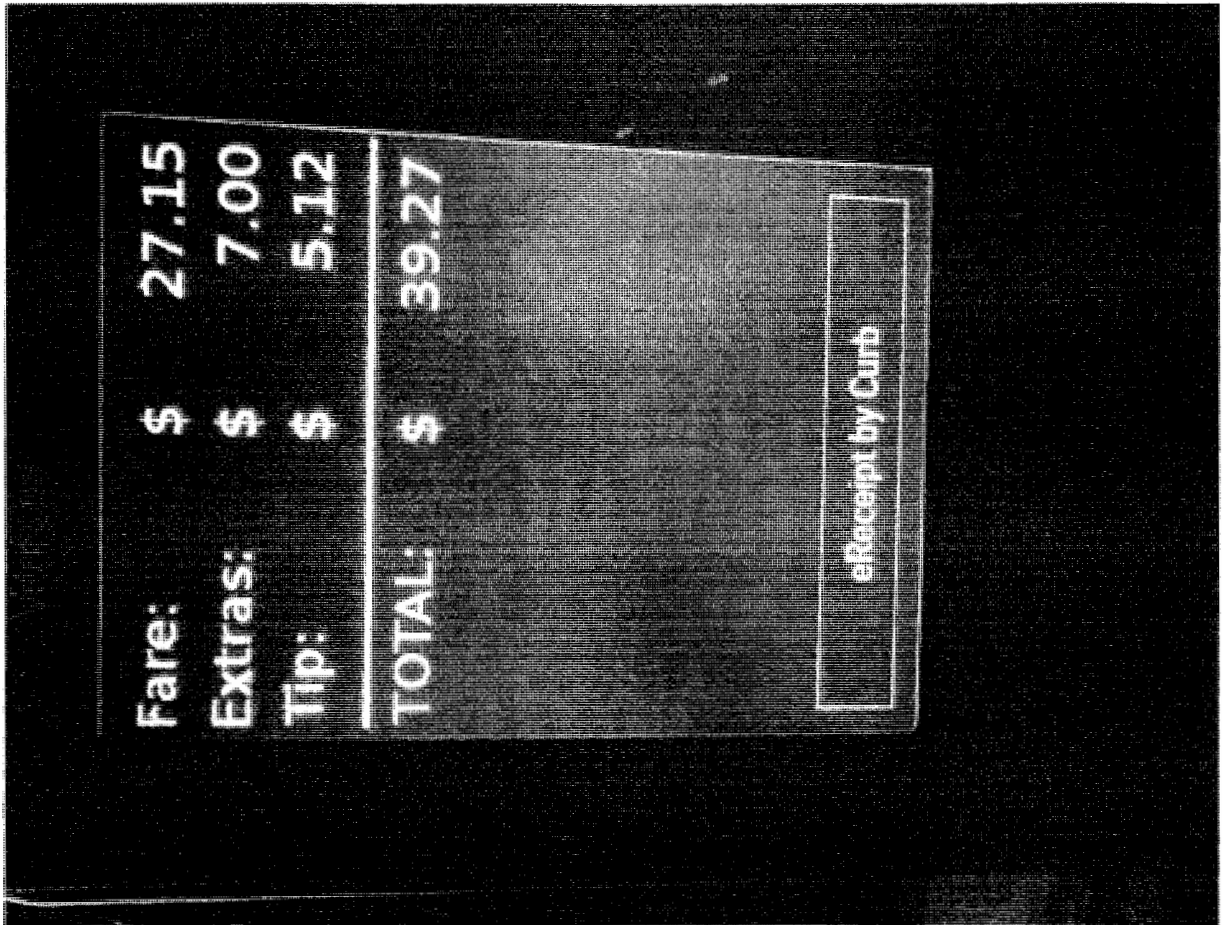 Fare: $ 27.15
Extras: $ 7.00
Tip: $ 5.12
TOTAL: $ 39.27
eReceipt by Curb